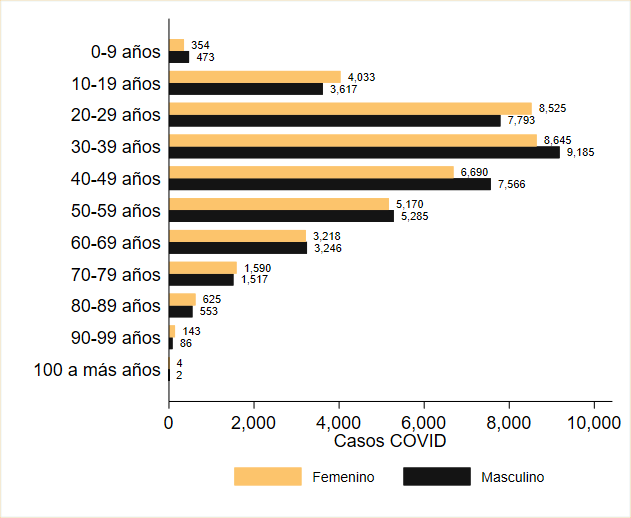 0-9 años
354
473
10-19 años
4,033
3,617
20-29 años
8,525
7,793
30-39 años
8,645
9,185
40-49 años
6,690
7,566
50-59 años
5,170
5,285
60-69 años
3,218
3,246
70-79 años
1,590
1,517
80-89 años
625
553
90-99 años
143
86
100 a más años
4
2
0 2,000 4,000 6,000 8,000 10,000
Casos COVID
Femenino Masculino